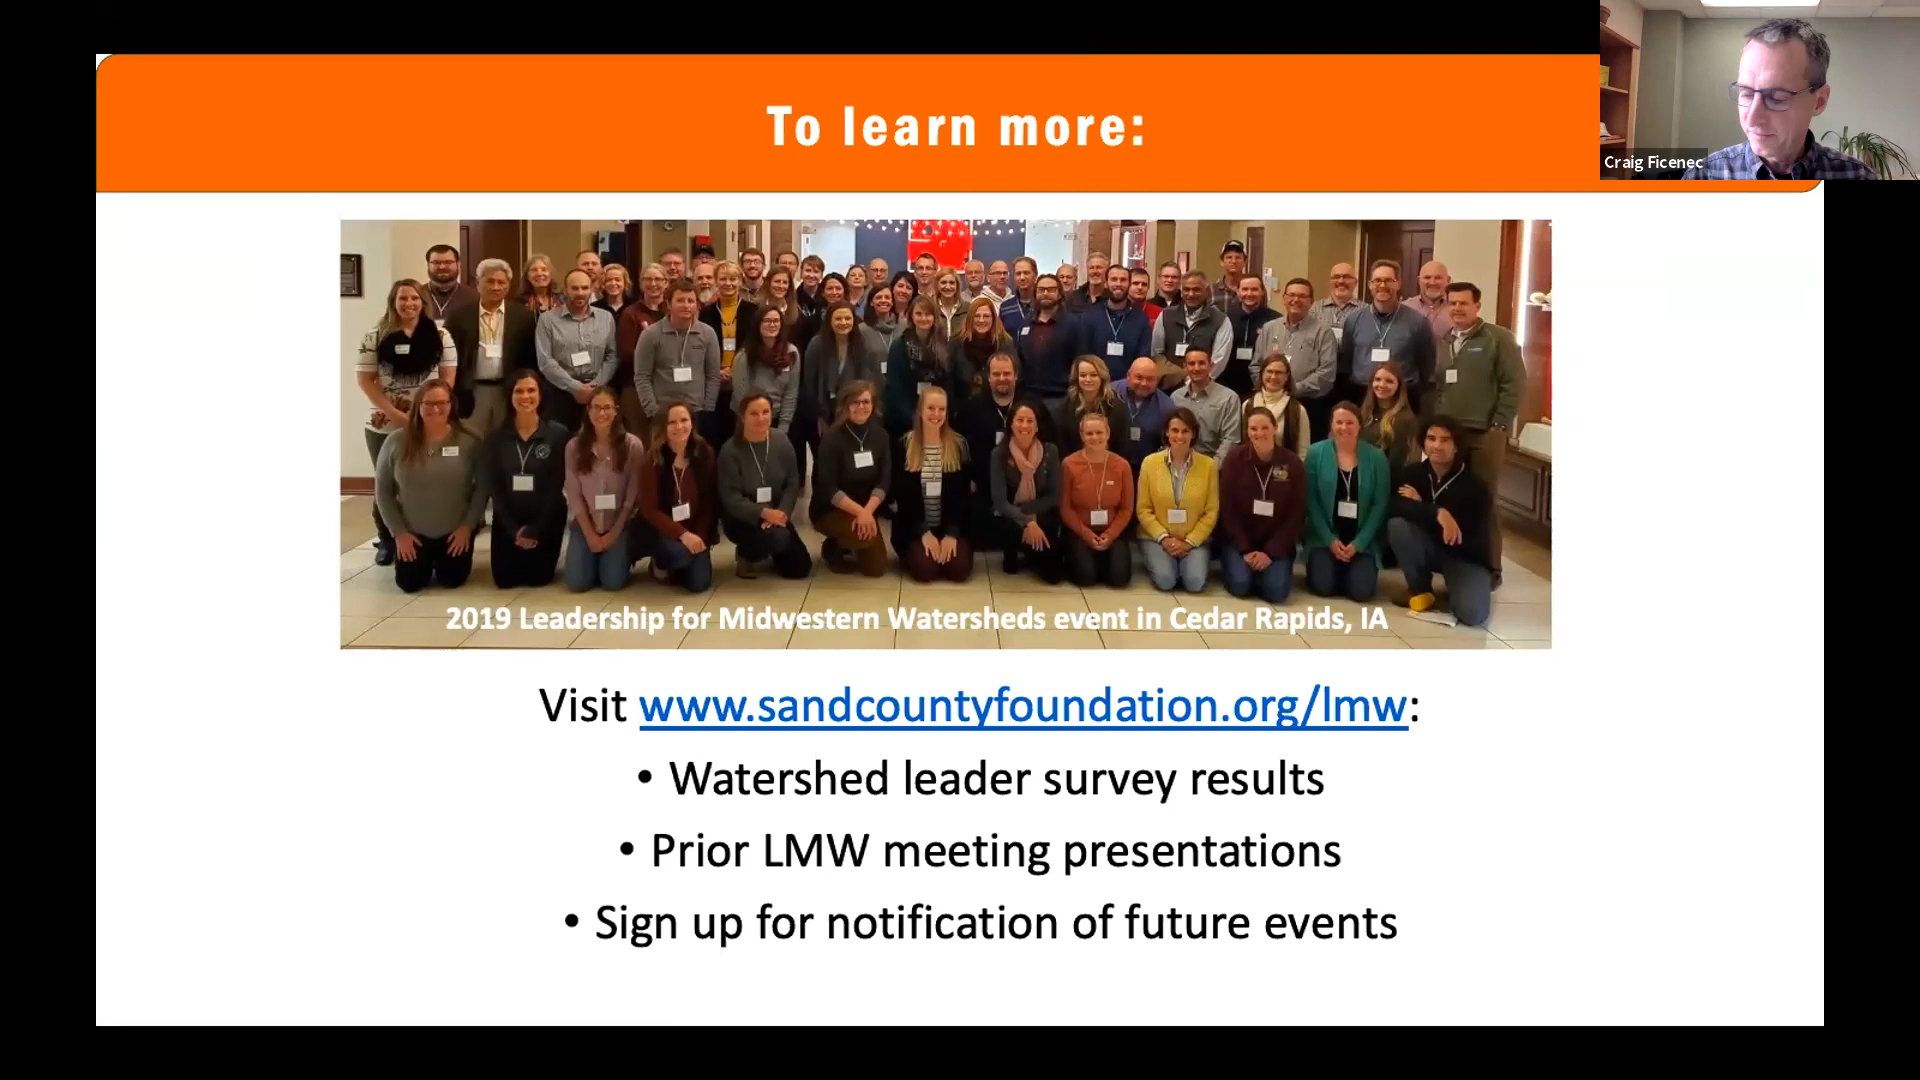 To learn more:
Craig Ficenec
2019 Leadership for Midwestern Watersheds event in Cedar Rapids, IA
Visit www.sandcountyfoundation.org/lmw:
• Watershed leader survey results
• Prior LMW meeting presentations
• Sign up for notification of future events